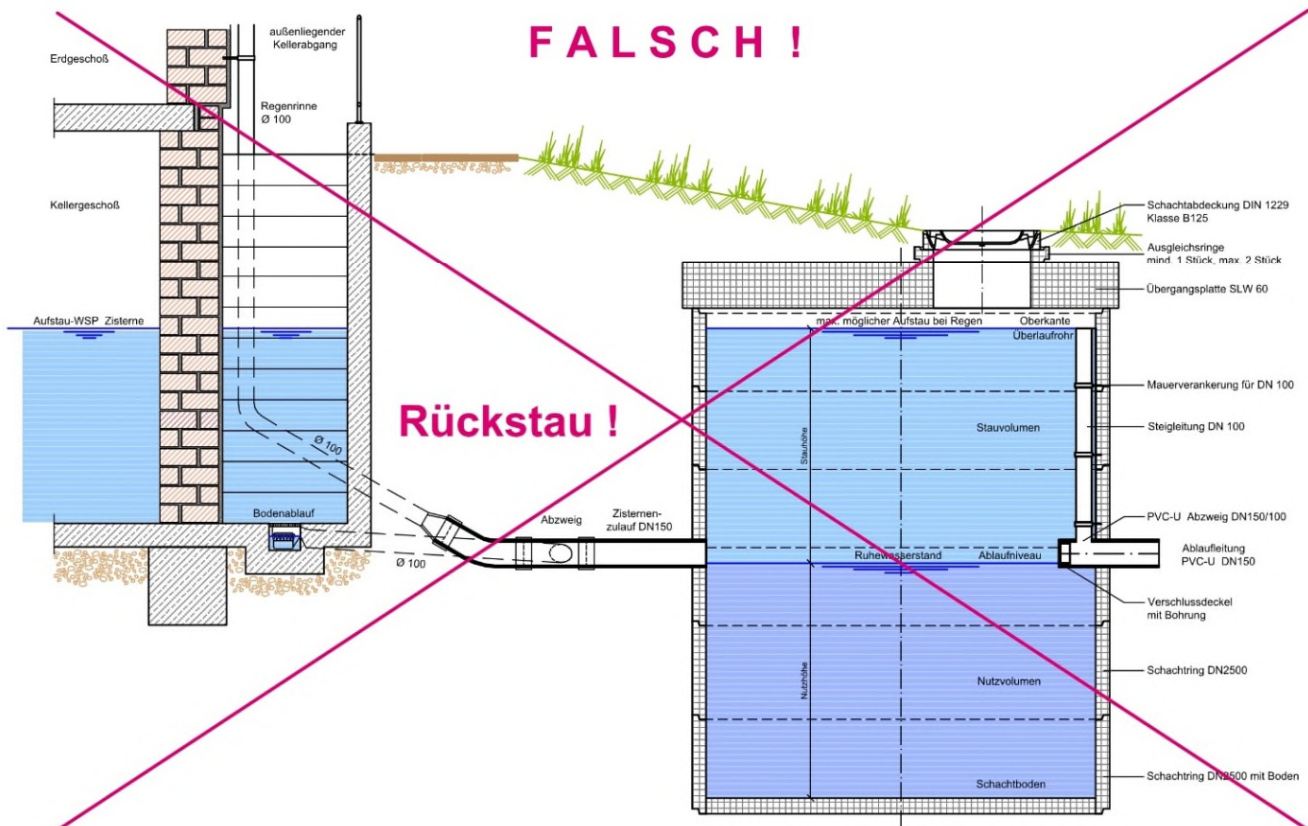 FALSCH !
außenliegender
Kellerabgang
Erdgeschoß
Regenrinne
Ø 100
Kellergeschoß
Schachtabdeckung DIN 1229
Klasse B125
Ausgleichsringe
mind. 1 Stück, max. 2 Stück
Übergangsplatte SLW 60
Aufstau-WSP Zisterne
max. möglicher Aufstau bei Regen
Oberkante
Überlaufrohr
Mauerverankerung für DN 100
Rückstau !
Stauhöhe
Stauvolumen
Steigleitung DN 100
Ø 100
Bodenablauf
Abzweig
Zisternen-
zulauf DN150
PVC-U Abzweig DN150/100
Ø 100
Ruhewasserstand
Ablaufniveau
Ablaufleitung
PVC-U DN150
Verschlussdeckel
mit Bohrung
Nutzhöhe
Nutzvolumen
Schachtring DN2500
Schachtboden
Schachtring DN2500 mit Boden